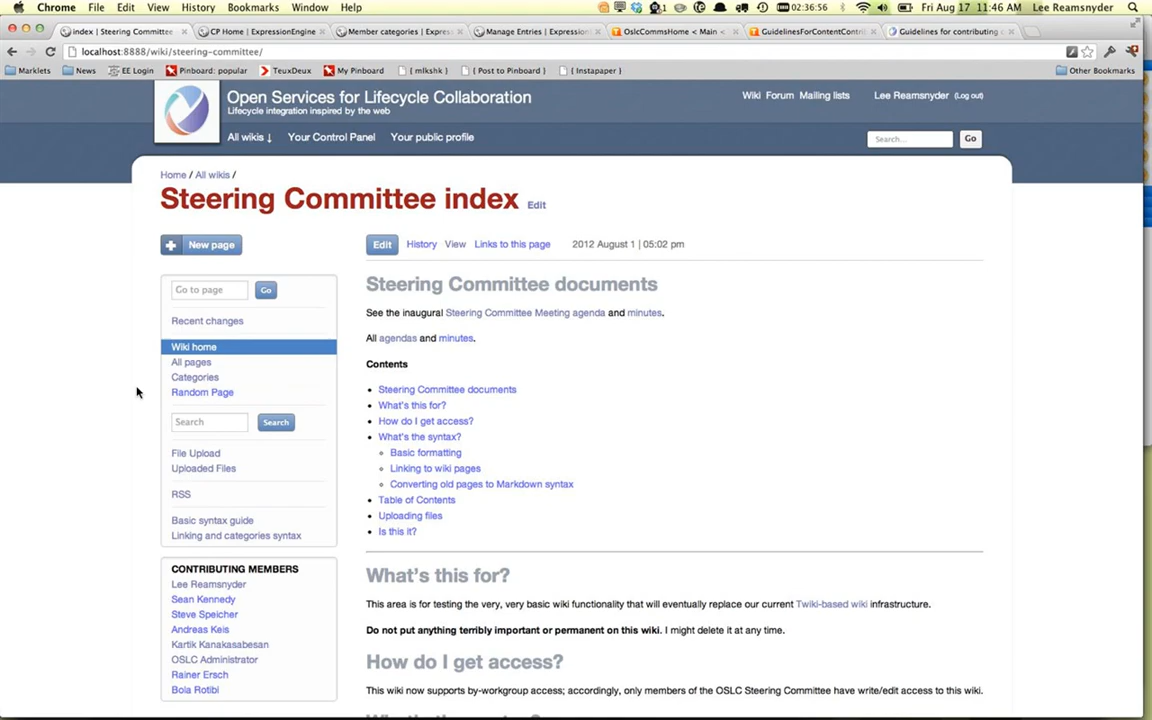 Chrome File Edit View History Bookmarks Window Help
1 02:36:56 Fri Aug 17 11:46 AM Lee Reamsnyder
index | Steering Committee × CP Home | ExpressionEngine × Member categories | Expres × Manage Entries | Expression × OslcCommsHome < Main × GuidelinesForContentContri × Guidelines for contributing ×
localhost:8888/wiki/steering-committee/
Marklets News EE Login Pinboard: popular TeuxDeux My Pinboard { mlkshk } { Post to Pinboard } { Instapaper } Other Bookmarks
Open Services for Lifecycle Collaboration
Lifecycle integration inspired by the web
Wiki Forum Mailing lists Lee Reamsnyder (Log out)
All wikis ↓ Your Control Panel Your public profile
Search... Go
Home / All wikis /
Steering Committee index Edit
+ New page
Edit History View Links to this page 2012 August 1 | 05:02 pm
Go to page Go
Recent changes
Wiki home
All pages
Categories
Random Page
Search Search
File Upload
Uploaded Files
RSS
Basic syntax guide
Linking and categories syntax
CONTRIBUTING MEMBERS
Lee Reamsnyder
Sean Kennedy
Steve Speicher
Andreas Keis
Kartik Kanakasabesan
OSLC Administrator
Rainer Ersch
Bola Rotibi
Steering Committee documents
See the inaugural Steering Committee Meeting agenda and minutes.
All agendas and minutes.
Contents
• Steering Committee documents
• What's this for?
• How do I get access?
• What's the syntax?
◦ Basic formatting
◦ Linking to wiki pages
◦ Converting old pages to Markdown syntax
• Table of Contents
• Uploading files
• Is this it?
What's this for?
This area is for testing the very, very basic wiki functionality that will eventually replace our current Twiki-based wiki infrastructure.
Do not put anything terribly important or permanent on this wiki. I might delete it at any time.
How do I get access?
This wiki now supports by-workgroup access; accordingly, only members of the OSLC Steering Committee have write/edit access to this wiki.